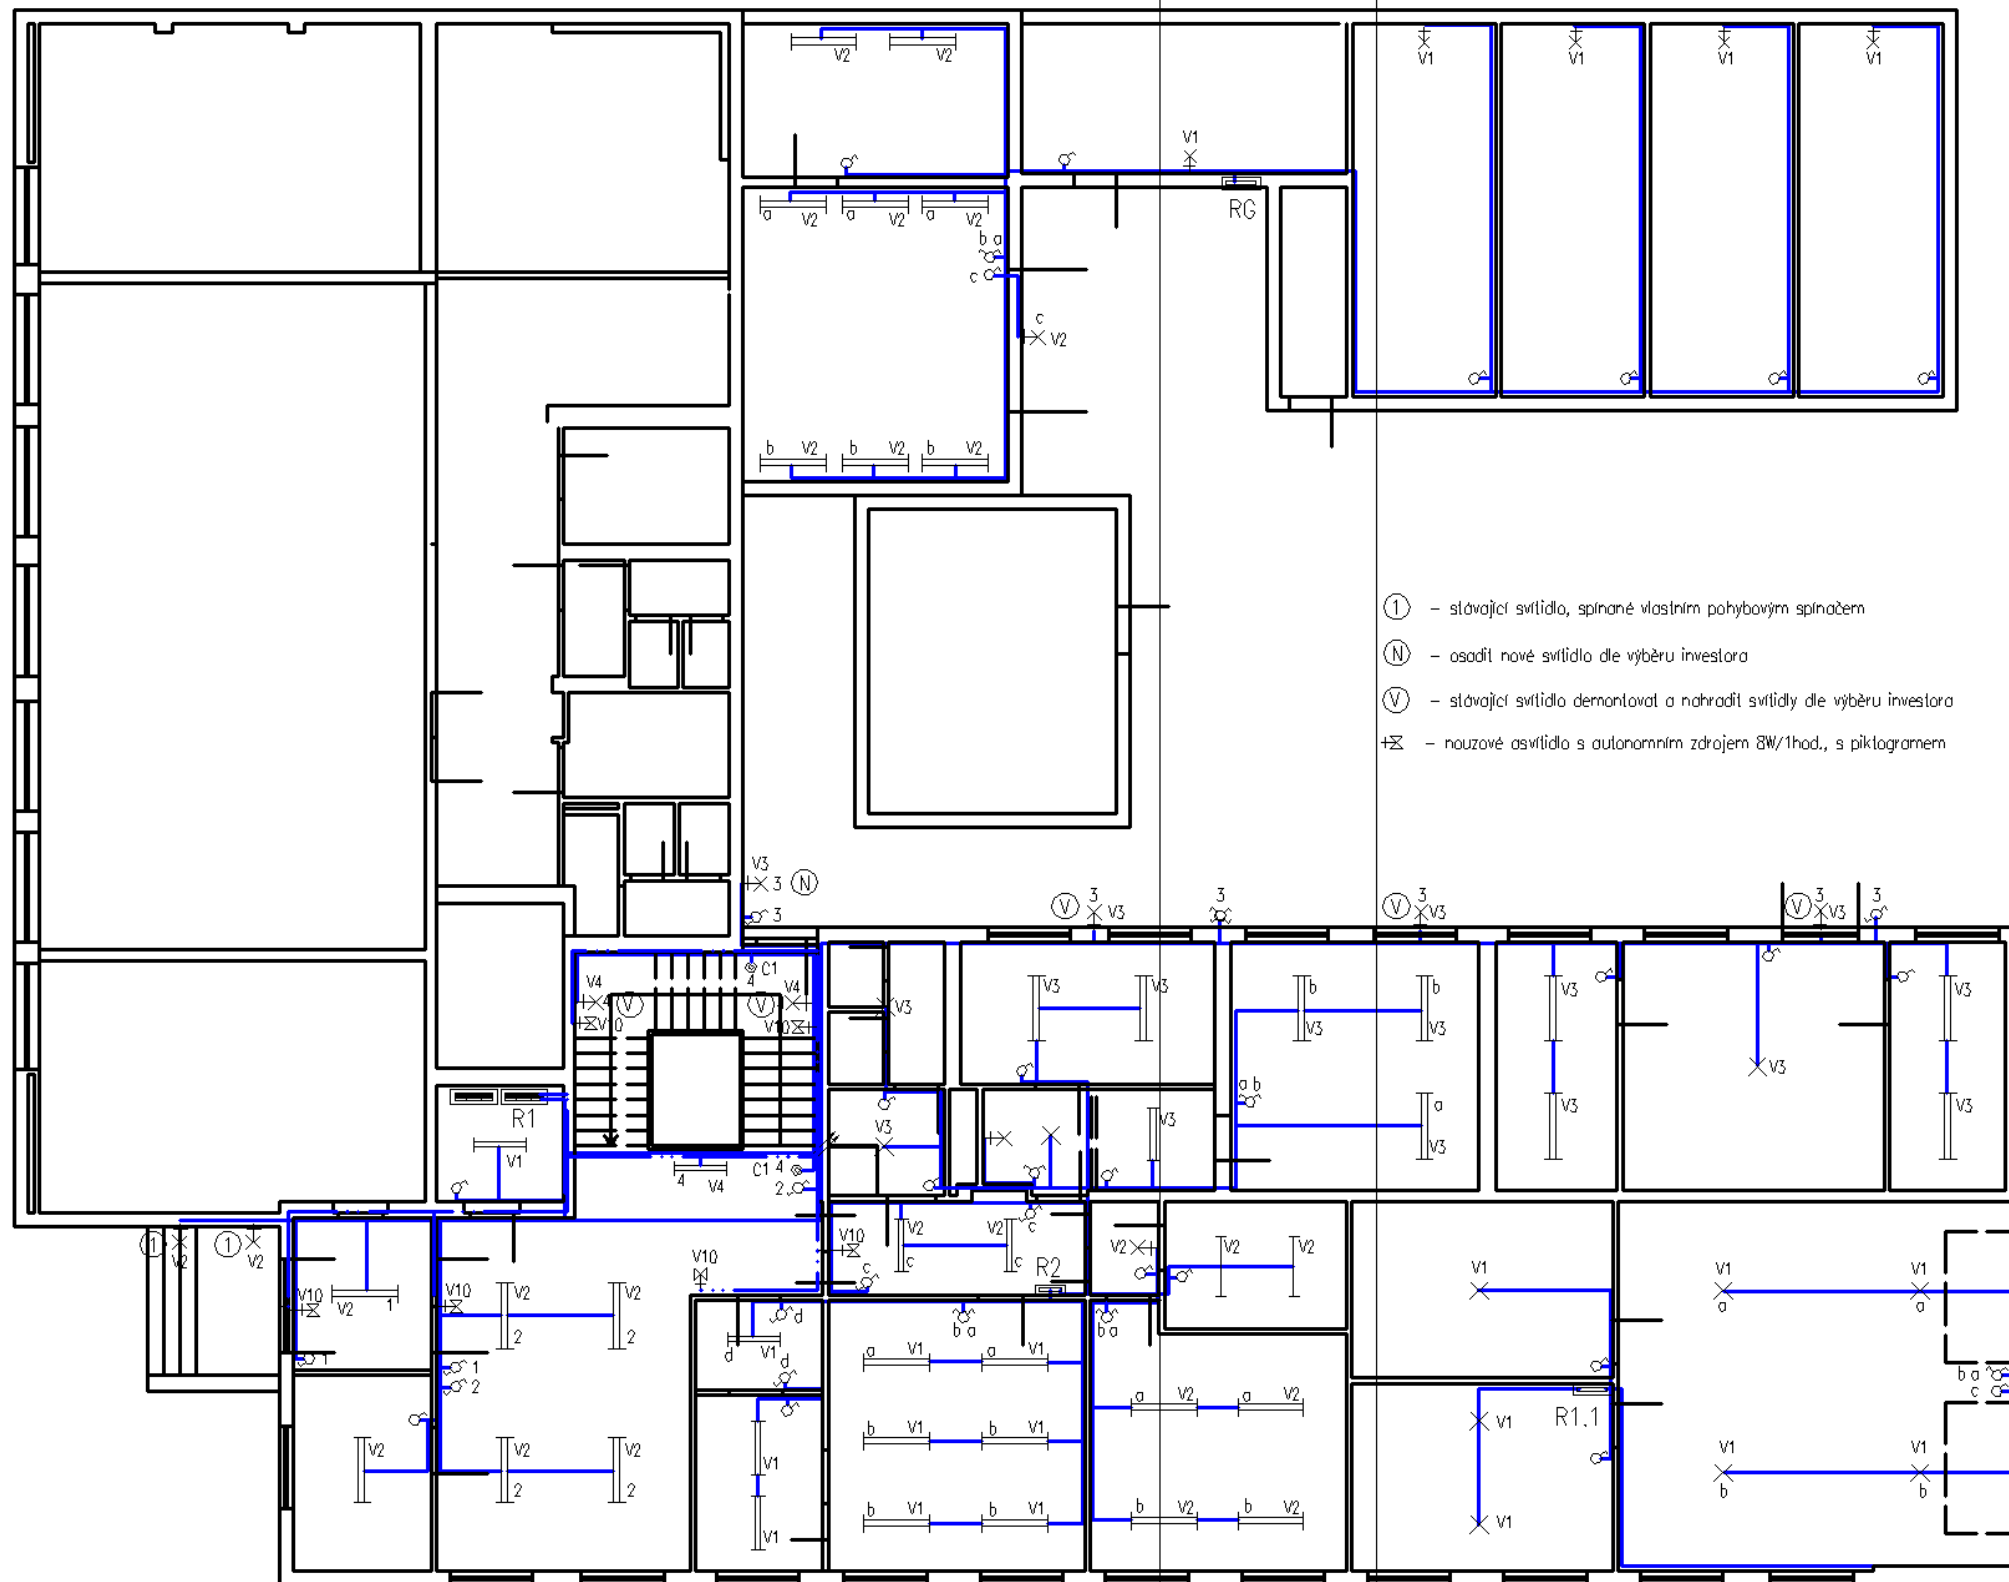 V2 V2
V1 V1 V1 V1
V1
a V2 a V2 a V2
RG
b a
c
c
V2
b V2 b V2 b V2
1 – stávající svítidlo, spínané vlastním pohybovým spínačem
N – osadit nové svítidlo dle výběru investora
V – stávající svítidlo demontovat a nahradit svítidly dle výběru investora
– nouzové asvítidlo s autonomním zdrojem 8W/1hod., s piktogramem
V3
3 N
3
V 3 V3
3
V 3 V3
V 3 V3
3
C1
4
V4 V4
4 V V
V10 V10
V3
V3 V3
b b
V3 V3
V3 V3
V3
a b
a
V3
V3 V3
V3
V3
R1
V1
C1 4
4 V4
2
c
V2 V2
c c
V2
V2 V2
V1
V1 V1
a a
1 1
V2 V2
V10
V10
V10
R2
c
V2 1
V2 V2
2 2
d
b a
b a
d V1
d
1
1
2
a V1 a V1
a V2 a V2
R1.1
V1
b a
c
V2
V2 V2
2 2
V1
V1
b V1 b V1
b V1 b V1
b V2 b V2
V1
V1 V1
b b